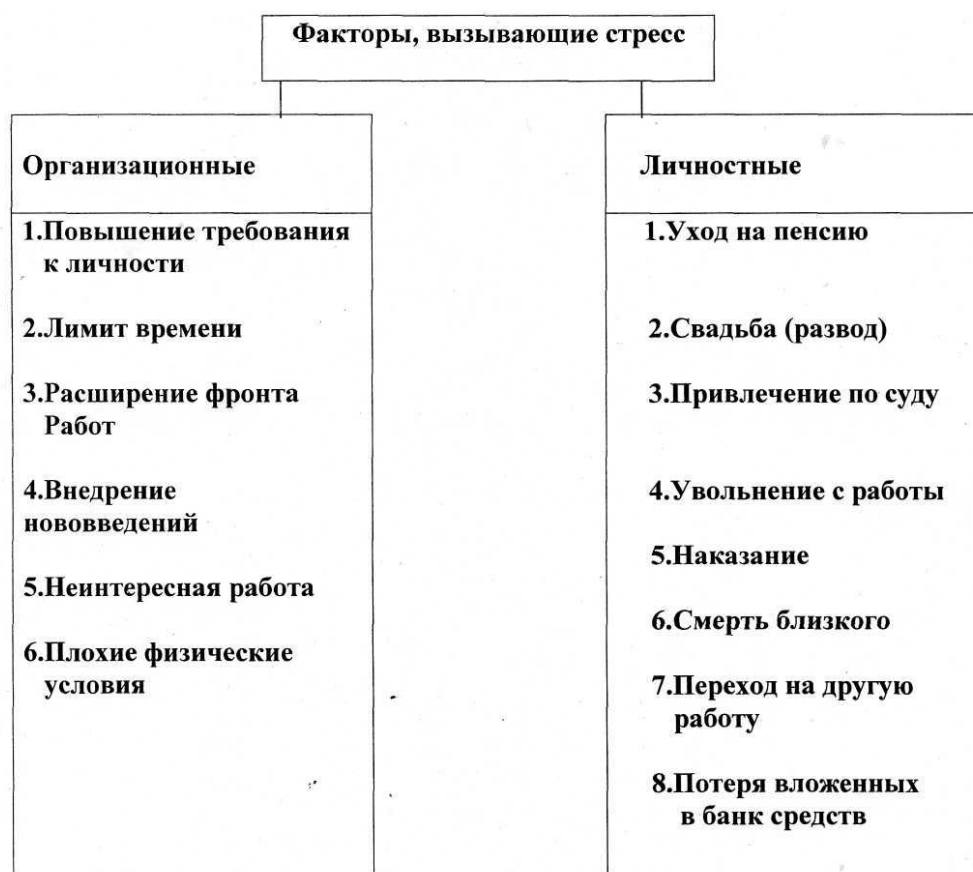 Факторы, вызывающие стресс
Организационные
1.Повышение требования
к личности
2.Лимит времени
3.Расширение фронта
Работ
4.Внедрение
нововведений
5.Неинтересная работа
6.Плохие физические
условия
Личностные
1.Уход на пенсию
2.Свадьба (развод)
3.Привлечение по суду
4.Увольнение с работы
5.Наказание
6.Смерть близкого
7.Переход на другую
работу
8.Потеря вложенных
в банк средств